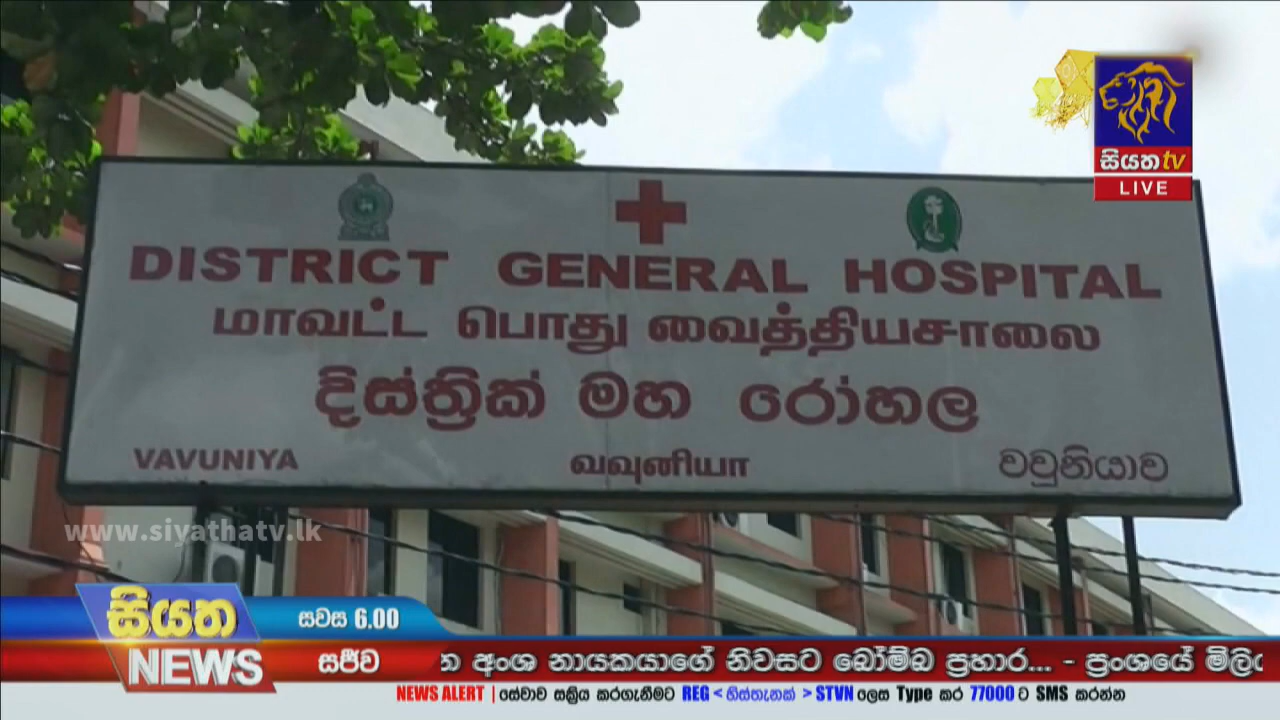 සියත tv
LIVE
DISTRICT GENERAL HOSPITAL
மாவட்ட பொது வைத்தியசாலை
දිස්ත්‍රික් මහ රෝහල
VAVUNIYA வவுனியா වවුනියාව
www.siyathatv.lk
සියත
NEWS
සවස 6.00
සජීව
න අංශ නායකයාගේ නිවසට බෝම්බ ප්‍රහාර... - ප්‍රංශයේ මිලිය
NEWS ALERT | සේවාව සක්‍රිය කරගැනීමට REG < හිස්තැනක් > STVN ලෙස Type කර 77000 ට SMS කරන්න